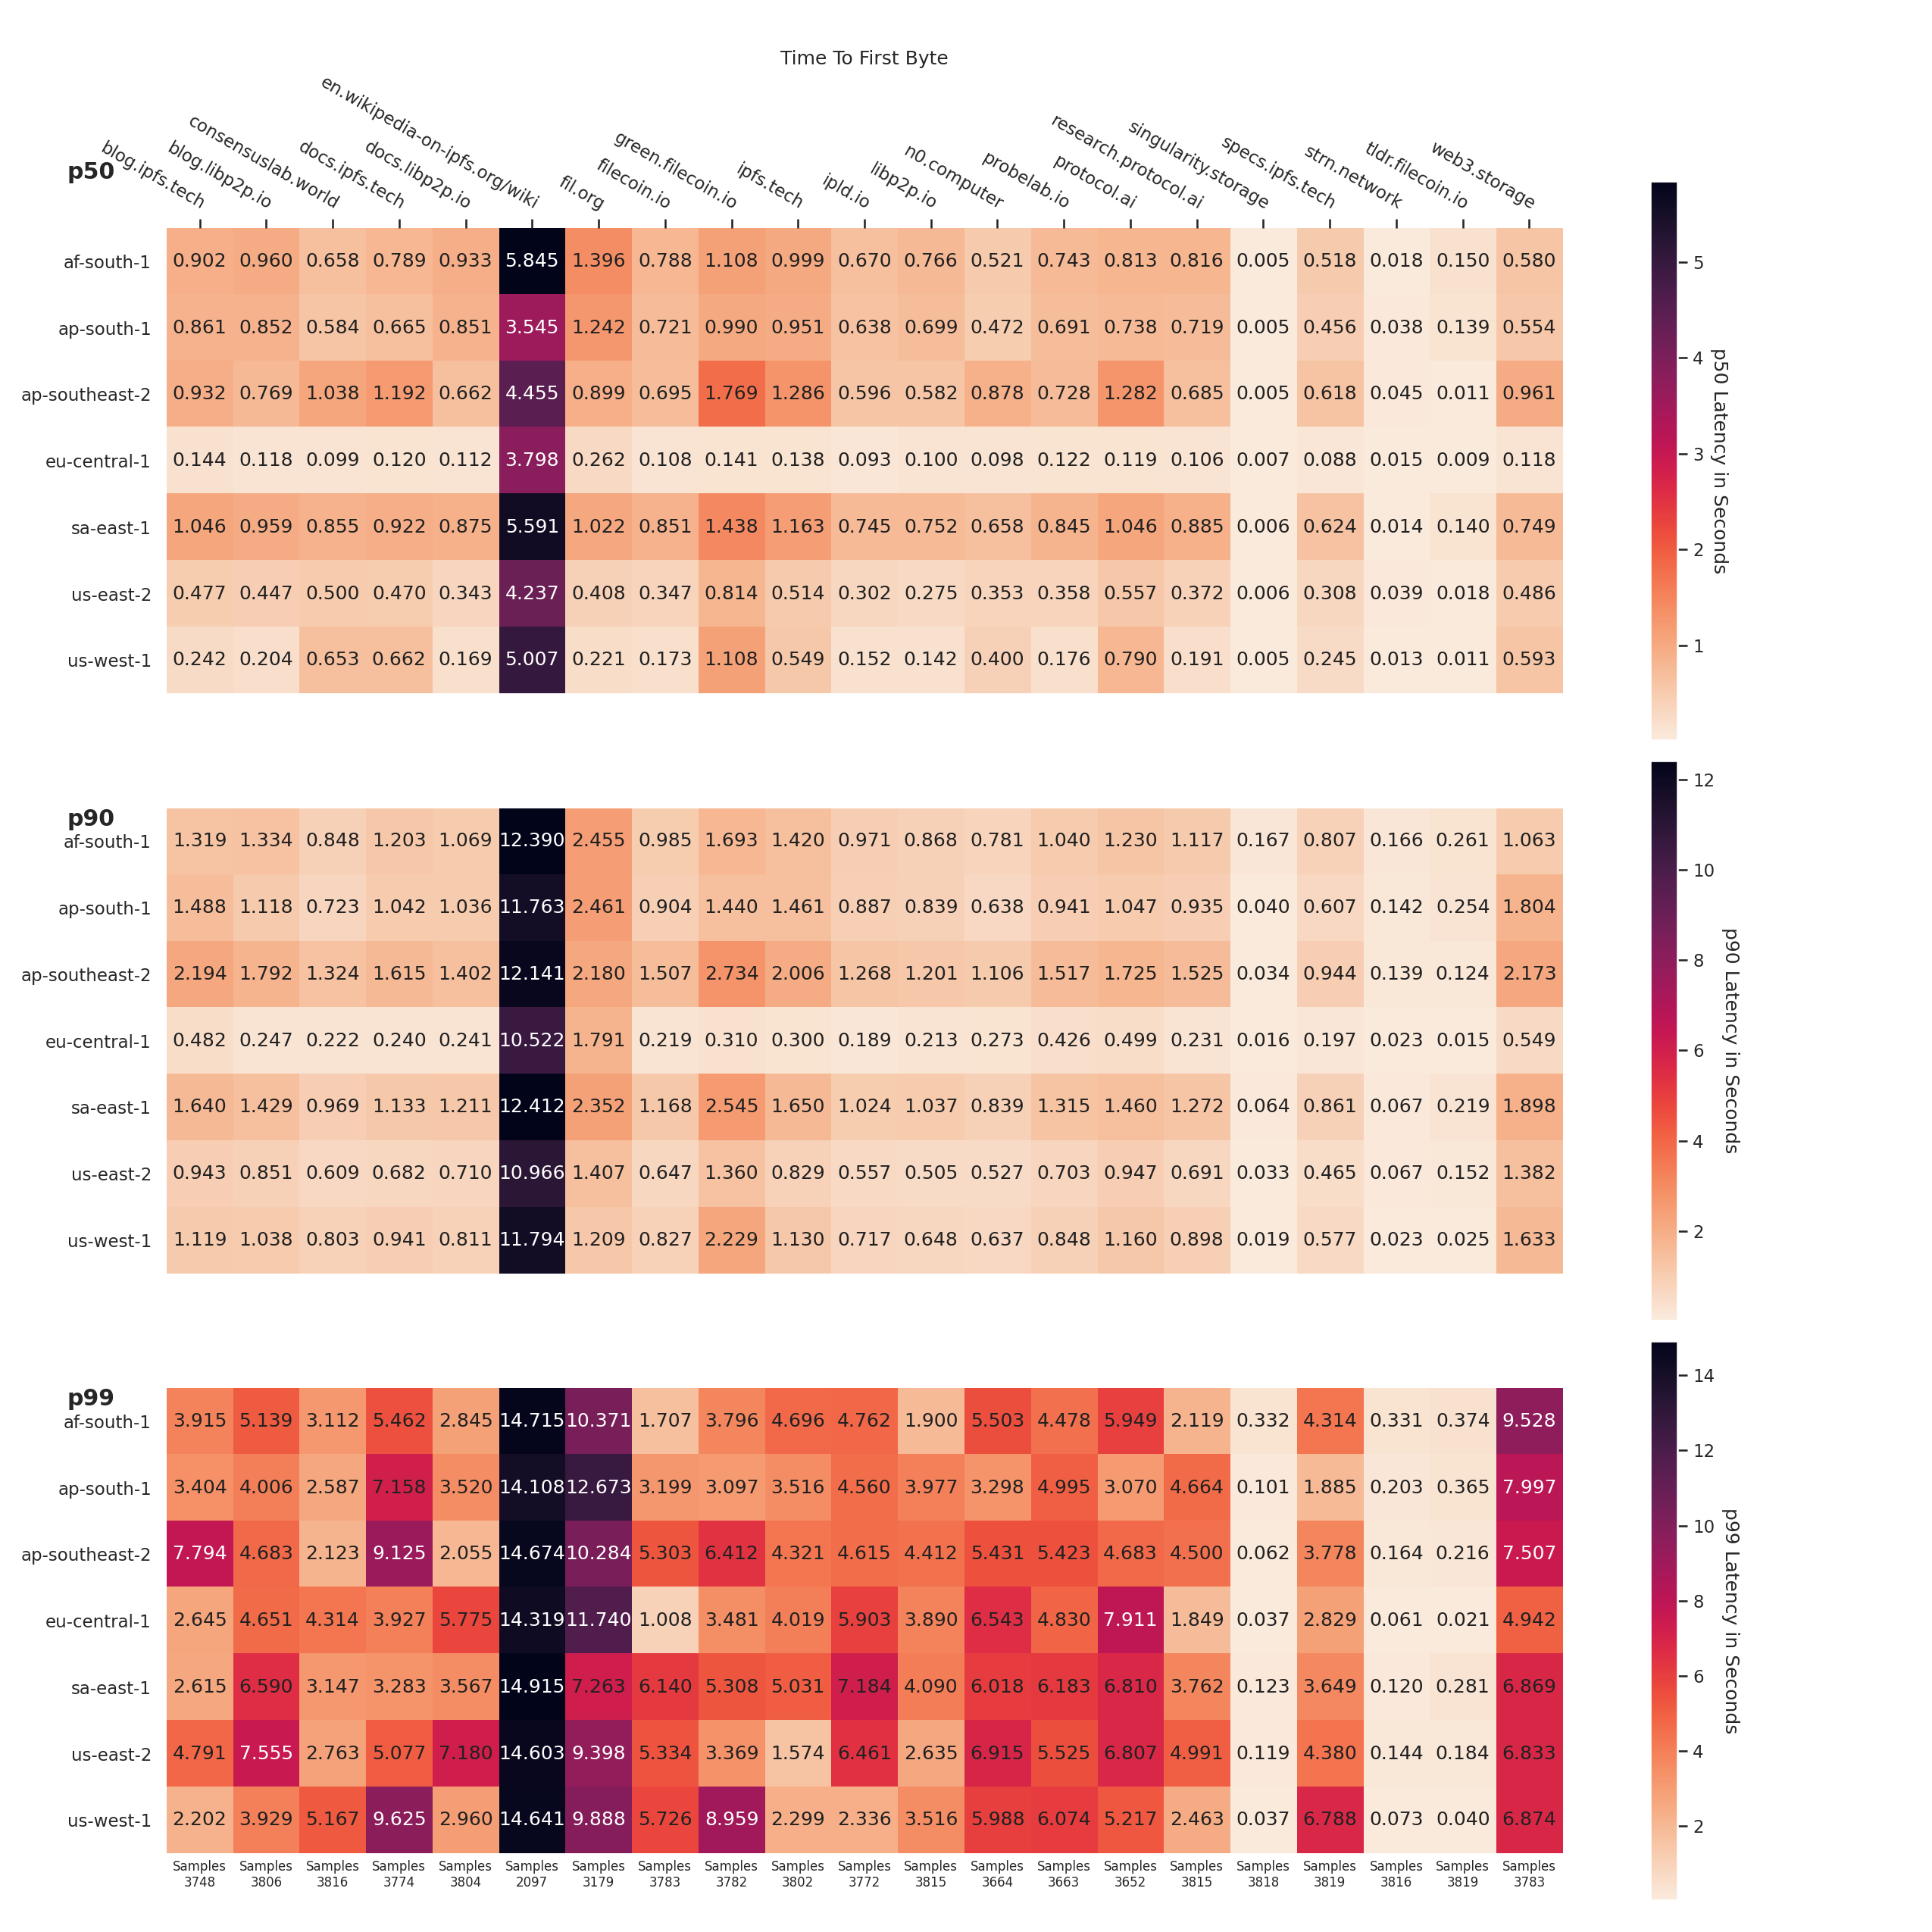 Time To First Byte
p50
blog.ipfs.tech
blog.libp2p.io
consensuslab.world
docs.ipfs.tech
docs.libp2p.io
en.wikipedia-on-ipfs.org/wiki
fil.org
filecoin.io
green.filecoin.io
ipfs.tech
ipld.io
libp2p.io
n0.computer
probelab.io
protocol.ai
research.protocol.ai
singularity.storage
specs.ipfs.tech
strn.network
tldr.filecoin.io
web3.storage
af-south-1 0.902 0.960 0.658 0.789 0.933 5.845 1.396 0.788 1.108 0.999 0.670 0.766 0.521 0.743 0.813 0.816 0.005 0.518 0.018 0.150 0.580
ap-south-1 0.861 0.852 0.584 0.665 0.851 3.545 1.242 0.721 0.990 0.951 0.638 0.699 0.472 0.691 0.738 0.719 0.005 0.456 0.038 0.139 0.554
ap-southeast-2 0.932 0.769 1.038 1.192 0.662 4.455 0.899 0.695 1.769 1.286 0.596 0.582 0.878 0.728 1.282 0.685 0.005 0.618 0.045 0.011 0.961
eu-central-1 0.144 0.118 0.099 0.120 0.112 3.798 0.262 0.108 0.141 0.138 0.093 0.100 0.098 0.122 0.119 0.106 0.007 0.088 0.015 0.009 0.118
sa-east-1 1.046 0.959 0.855 0.922 0.875 5.591 1.022 0.851 1.438 1.163 0.745 0.752 0.658 0.845 1.046 0.885 0.006 0.624 0.014 0.140 0.749
us-east-2 0.477 0.447 0.500 0.470 0.343 4.237 0.408 0.347 0.814 0.514 0.302 0.275 0.353 0.358 0.557 0.372 0.006 0.308 0.039 0.018 0.486
us-west-1 0.242 0.204 0.653 0.662 0.169 5.007 0.221 0.173 1.108 0.549 0.152 0.142 0.400 0.176 0.790 0.191 0.005 0.245 0.013 0.011 0.593
5
4
3
2
1
p50 Latency in Seconds
p90
af-south-1 1.319 1.334 0.848 1.203 1.069 12.390 2.455 0.985 1.693 1.420 0.971 0.868 0.781 1.040 1.230 1.117 0.167 0.807 0.166 0.261 1.063
ap-south-1 1.488 1.118 0.723 1.042 1.036 11.763 2.461 0.904 1.440 1.461 0.887 0.839 0.638 0.941 1.047 0.935 0.040 0.607 0.142 0.254 1.804
ap-southeast-2 2.194 1.792 1.324 1.615 1.402 12.141 2.180 1.507 2.734 2.006 1.268 1.201 1.106 1.517 1.725 1.525 0.034 0.944 0.139 0.124 2.173
eu-central-1 0.482 0.247 0.222 0.240 0.241 10.522 1.791 0.219 0.310 0.300 0.189 0.213 0.273 0.426 0.499 0.231 0.016 0.197 0.023 0.015 0.549
sa-east-1 1.640 1.429 0.969 1.133 1.211 12.412 2.352 1.168 2.545 1.650 1.024 1.037 0.839 1.315 1.460 1.272 0.064 0.861 0.067 0.219 1.898
us-east-2 0.943 0.851 0.609 0.682 0.710 10.966 1.407 0.647 1.360 0.829 0.557 0.505 0.527 0.703 0.947 0.691 0.033 0.465 0.067 0.152 1.382
us-west-1 1.119 1.038 0.803 0.941 0.811 11.794 1.209 0.827 2.229 1.130 0.717 0.648 0.637 0.848 1.160 0.898 0.019 0.577 0.023 0.025 1.633
12
10
8
6
4
2
p90 Latency in Seconds
p99
af-south-1 3.915 5.139 3.112 5.462 2.845 14.715 10.371 1.707 3.796 4.696 4.762 1.900 5.503 4.478 5.949 2.119 0.332 4.314 0.331 0.374 9.528
ap-south-1 3.404 4.006 2.587 7.158 3.520 14.108 12.673 3.199 3.097 3.516 4.560 3.977 3.298 4.995 3.070 4.664 0.101 1.885 0.203 0.365 7.997
ap-southeast-2 7.794 4.683 2.123 9.125 2.055 14.674 10.284 5.303 6.412 4.321 4.615 4.412 5.431 5.423 4.683 4.500 0.062 3.778 0.164 0.216 7.507
eu-central-1 2.645 4.651 4.314 3.927 5.775 14.319 11.740 1.008 3.481 4.019 5.903 3.890 6.543 4.830 7.911 1.849 0.037 2.829 0.061 0.021 4.942
sa-east-1 2.615 6.590 3.147 3.283 3.567 14.915 7.263 6.140 5.308 5.031 7.184 4.090 6.018 6.183 6.810 3.762 0.123 3.649 0.120 0.281 6.869
us-east-2 4.791 7.555 2.763 5.077 7.180 14.603 9.398 5.334 3.369 1.574 6.461 2.635 6.915 5.525 6.807 4.991 0.119 4.380 0.144 0.184 6.833
us-west-1 2.202 3.929 5.167 9.625 2.960 14.641 9.888 5.726 8.959 2.299 2.336 3.516 5.988 6.074 5.217 2.463 0.037 6.788 0.073 0.040 6.874
Samples Samples Samples Samples Samples Samples Samples Samples Samples Samples Samples Samples Samples Samples Samples Samples Samples Samples Samples Samples Samples
3748 3806 3816 3774 3804 2097 3179 3783 3782 3802 3772 3815 3664 3663 3652 3815 3818 3819 3816 3819 3783
14
12
10
8
6
4
2
p99 Latency in Seconds